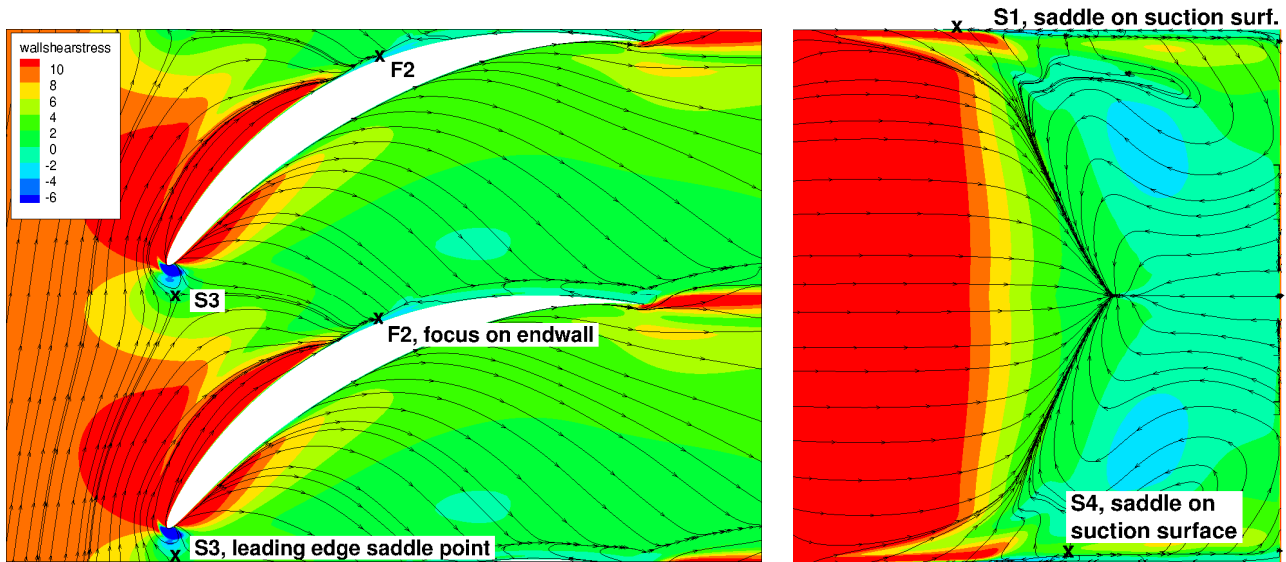 wallshearstress
10
8
6
4
2
0
-2
-4
-6
F2
S3
F2, focus on endwall
S3, leading edge saddle point
S1, saddle on suction surf.
S4, saddle on
suction surface